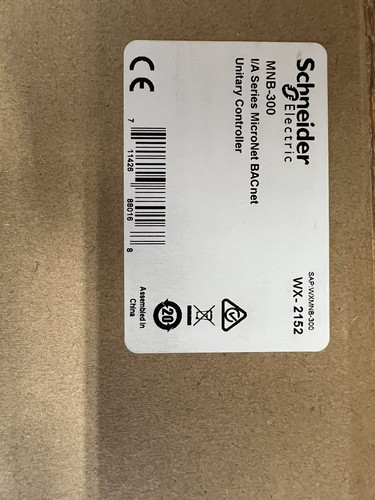 Schneider
Electric
MNB-300
I/A Series MicroNet BACnet
Unitary Controller
CE
7 11426 88016 8
SAP:WXMNB-300
WX- 2152
20
Assembled in
China